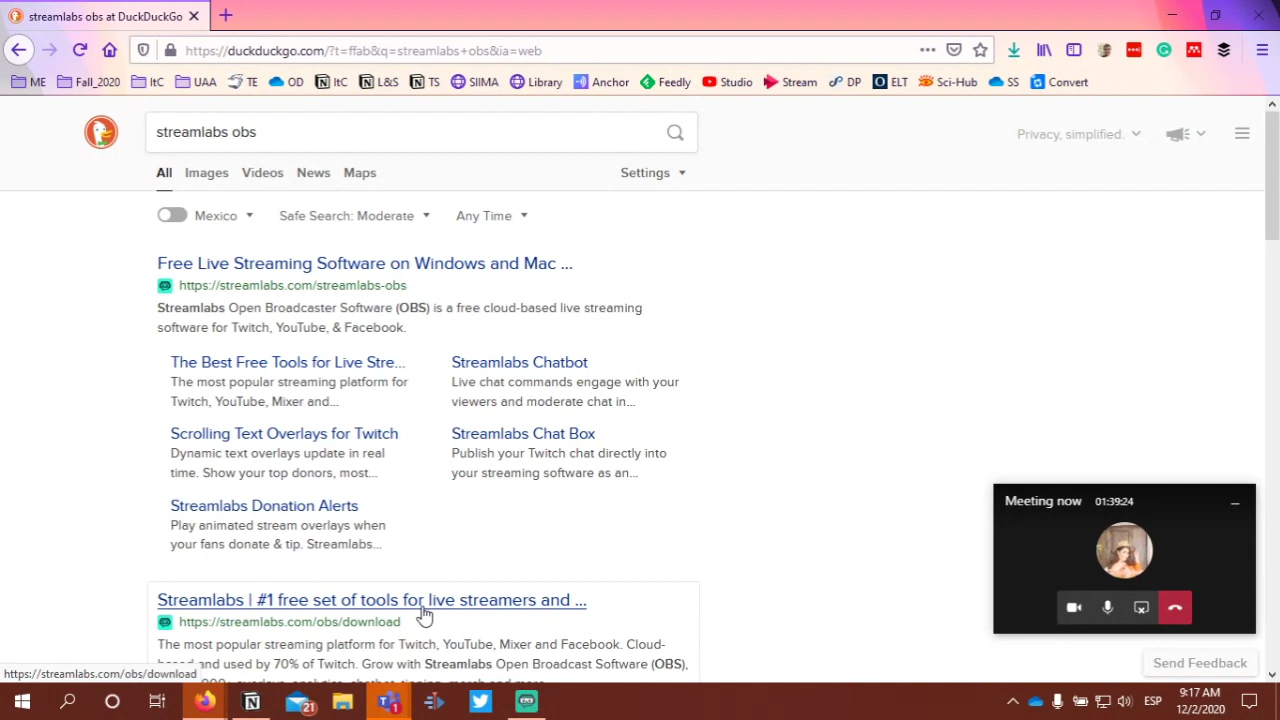 streamlabs obs at DuckDuckGo
https://duckduckgo.com/?t=ffab&q=streamlabs+obs&ia=web
ME Fall_2020 ItC UAA TE OD ItC L&S TS SIIMA Library Anchor Feedly Studio Stream DP ELT Sci-Hub SS Convert
streamlabs obs
Privacy, simplified.
All Images Videos News Maps Settings
Mexico Safe Search: Moderate Any Time
Free Live Streaming Software on Windows and Mac ...
https://streamlabs.com/streamlabs-obs
Streamlabs Open Broadcaster Software (OBS) is a free cloud-based live streaming
software for Twitch, YouTube, & Facebook.
The Best Free Tools for Live Stre...
The most popular streaming platform for
Twitch, YouTube, Mixer and...
Streamlabs Chatbot
Live chat commands engage with your
viewers and moderate chat in...
Scrolling Text Overlays for Twitch
Dynamic text overlays update in real
time. Show your top donors, most...
Streamlabs Chat Box
Publish your Twitch chat directly into
your streaming software as an...
Streamlabs Donation Alerts
Play animated stream overlays when
your fans donate & tip. Streamlabs...
Meeting now 01:39:24
Streamlabs | #1 free set of tools for live streamers and ...
https://streamlabs.com/obs/download
The most popular streaming platform for Twitch, YouTube, Mixer and Facebook. Cloud-
and used by 70% of Twitch. Grow with Streamlabs Open Broadcast Software (OBS),
Send Feedback
https://streamlabs.com/obs/download
21
1
ESP
9:17 AM
12/2/2020